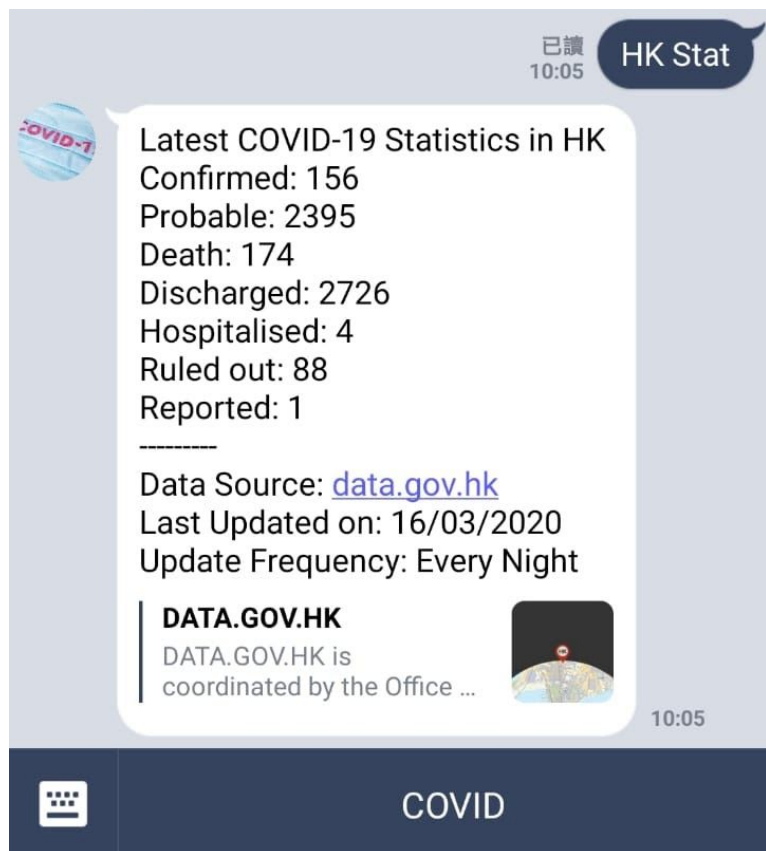 已讀
10:05
HK Stat
COVID-1
Latest COVID-19 Statistics in HK
Confirmed: 156
Probable: 2395
Death: 174
Discharged: 2726
Hospitalised: 4
Ruled out: 88
Reported: 1
---------
Data Source: data.gov.hk
Last Updated on: 16/03/2020
Update Frequency: Every Night
DATA.GOV.HK
DATA.GOV.HK is
coordinated by the Office ...
10:05
COVID